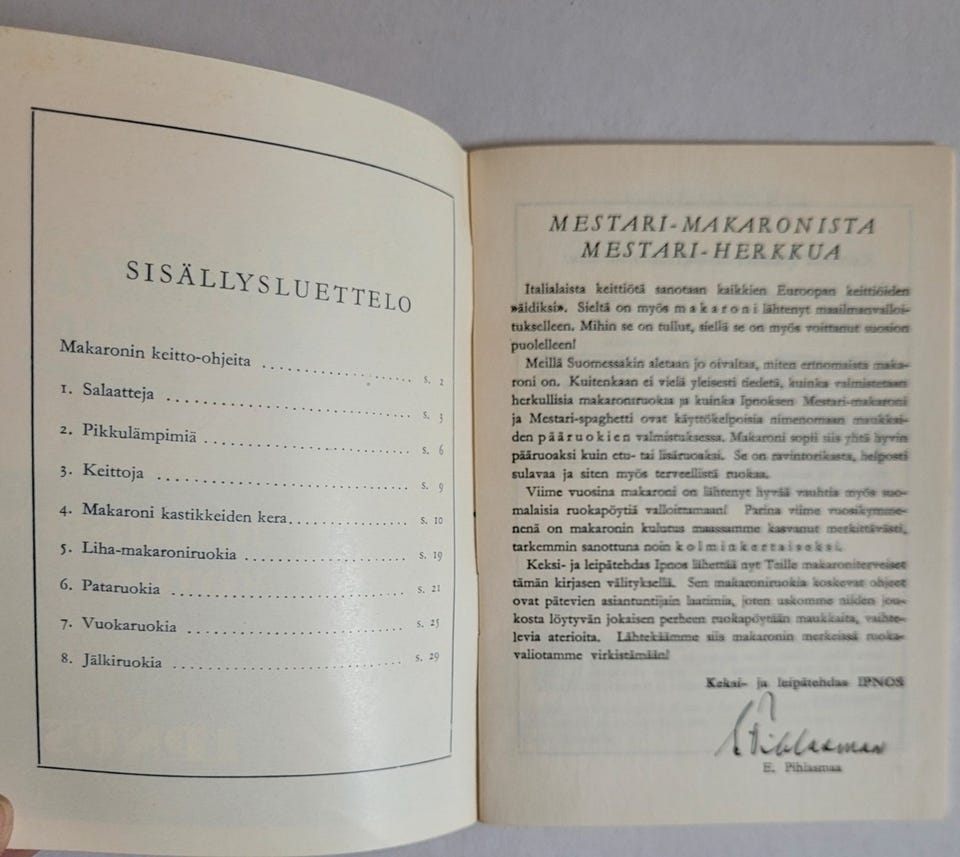 SISÄLLYSLUETTELO
Makaronin keitto-ohjeita .................... s. 2
1. Salaatteja .................... s. 3
2. Pikkulämpimiä .................... s. 6
3. Keittoja .................... s. 9
4. Makaroni kastikkeiden kera .................... s. 10
5. Liha-makaroniruokia .................... s. 19
6. Pataruokia .................... s. 21
7. Vuokaruokia .................... s. 25
8. Jälkiruokia .................... s. 29
MESTARI-MAKARONISTA
MESTARI-HERKKUA
Italialaista keittiötä sanotaan kaikkien Euroopan keittiöiden
»äidiksi». Sieltä on myös makaroni lähtenyt maailmanvalloi-
tukselleen. Mihin se on tullut, siellä se on myös voittanut suosion
puolelleen!
Meillä Suomessakin aletaan jo oivaltaa, miten erinomaista maka-
roni on. Kuitenkaan ei vielä yleisesti tiedetä, kuinka valmistetaan
herkullisia makaroniruokia ja kuinka Ipnoksen Mestari-makaroni
ja Mestari-spaghetti ovat käyttökelpoisia nimenomaan maukkai-
den pääruokien valmistuksessa. Makaroni sopii siis yhtä hyvin
pääruoaksi kuin etu- tai lisäruoaksi. Se on ravintorikasta, helposti
sulavaa ja siten myös terveellistä ruokaa.
Viime vuosina makaroni on lähtenyt hyvää vauhtia myös suo-
malaisia ruokapöytiä valloittamaan! Parina viime vuosikymme-
nenä on makaronin kulutus maassamme kasvanut merkittävästi,
tarkemmin sanottuna noin kolminkertaiseksi.
Keksi- ja leipätehdas Ipnos lähettää nyt Teille makaroniterveiset
tämän kirjasen välityksellä. Sen makaroniruokia koskevat ohjeet
ovat pätevien asiantuntijain laatimia, joten uskomme niiden jou-
kosta löytyvän jokaisen perheen ruokapöytään maukkaita, vaihte-
levia aterioita. Lähtekäämme siis makaronin merkeissä ruoka-
valiotamme virkistämään!
Keksi- ja leipätehdas IPNOS
E. Pihlasmaa
E. Pihlasmaa